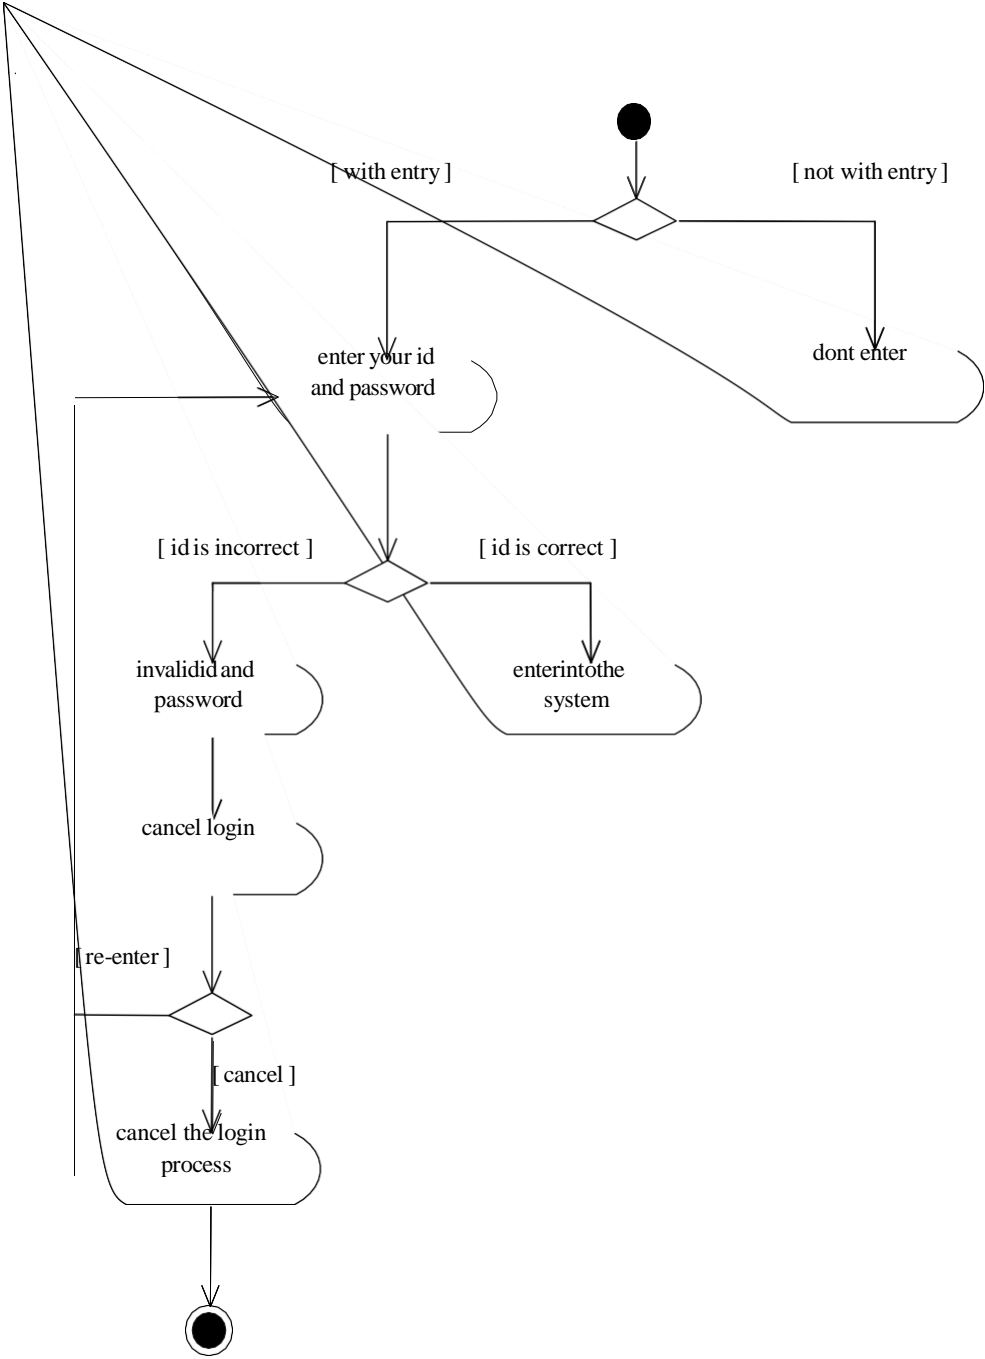 [ with entry ]
[ not with entry ]
enter your id
and password
dont enter
[ id is incorrect ]
[ id is correct ]
invalidid and
password
enterintothe
system
cancel login
[ re-enter ]
[ cancel ]
cancel the login
process